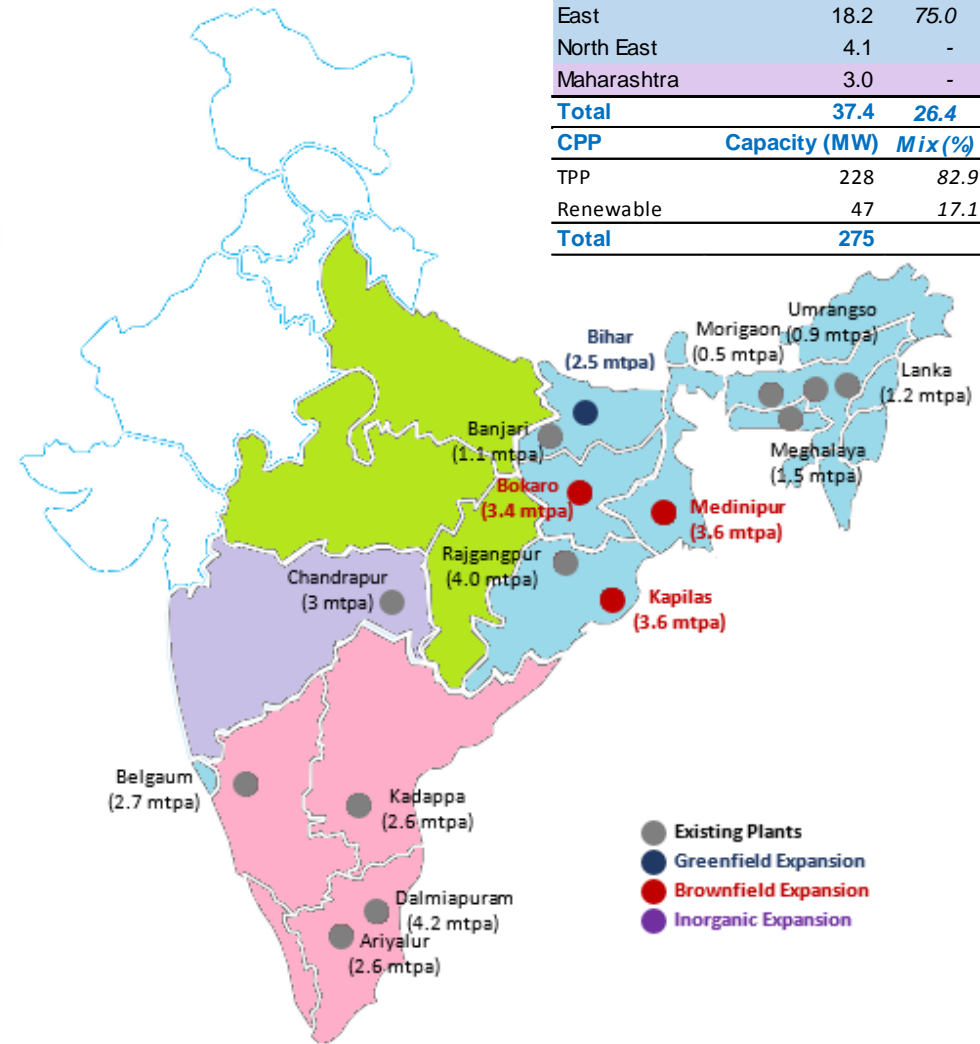 East 18.2 75.0
North East 4.1 -
Maharashtra 3.0 -
Total 37.4 26.4
CPP Capacity (MW) Mix(%)
TPP 228 82.9
Renewable 47 17.1
Total 275
Umrangso
(0.9 mtpa)
Morigaon
(0.5 mtpa)
Bihar
(2.5 mtpa)
Lanka
(1.2 mtpa)
Banjari
(1.1 mtpa)
Meghalaya
(1.5 mtpa)
Bokaro
(3.4 mtpa)
Medinipur
(3.6 mtpa)
Rajgangpur
(4.0 mtpa)
Chandrapur
(3 mtpa)
Kapilas
(3.6 mtpa)
Belgaum
(2.7 mtpa)
Kadappa
(2.6 mtpa)
Existing Plants
Greenfield Expansion
Brownfield Expansion
Inorganic Expansion
Dalmiapuram
(4.2 mtpa)
Ariyalur
(2.6 mtpa)